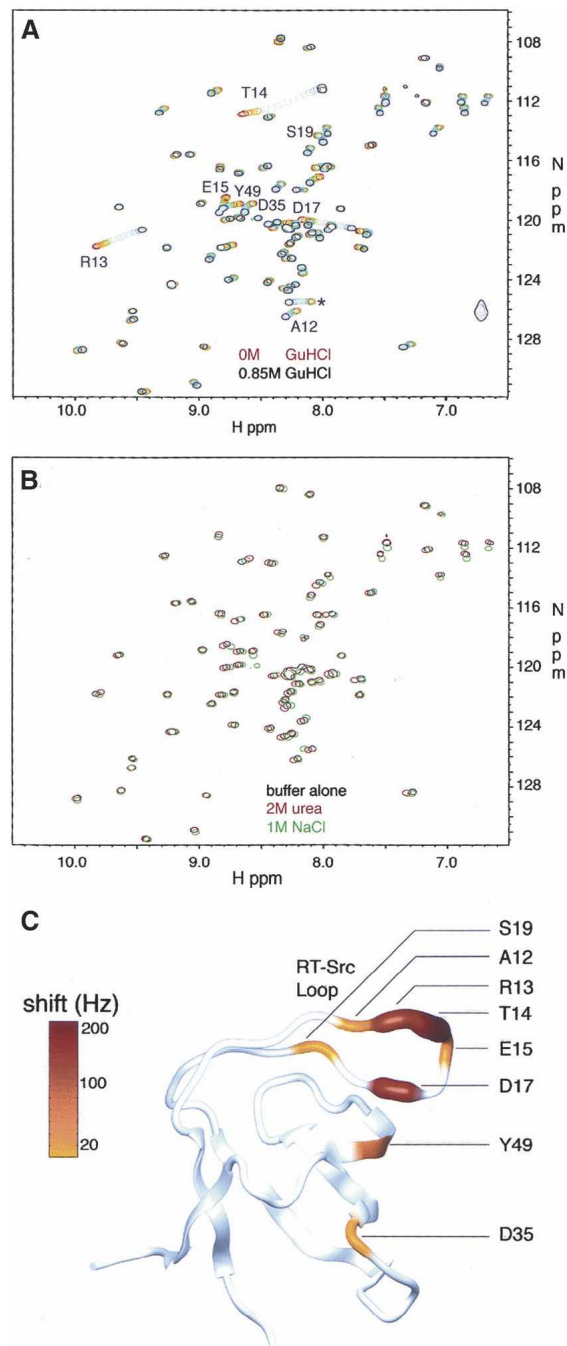 A
108
T14
112
S19
116
N
p
p
m
E15
Y49
D35
D17
120
R13
124
*
A12
0M GuHCl
0.85M GuHCl
128
10.0 9.0 8.0 7.0
H ppm
B
108
112
116
N
p
p
m
120
124
buffer alone
2M urea
1M NaCl
128
10.0 9.0 8.0 7.0
H ppm
C
S19
A12
RT-Src
Loop
R13
shift (Hz)
T14
200
E15
100
D17
20
Y49
D35